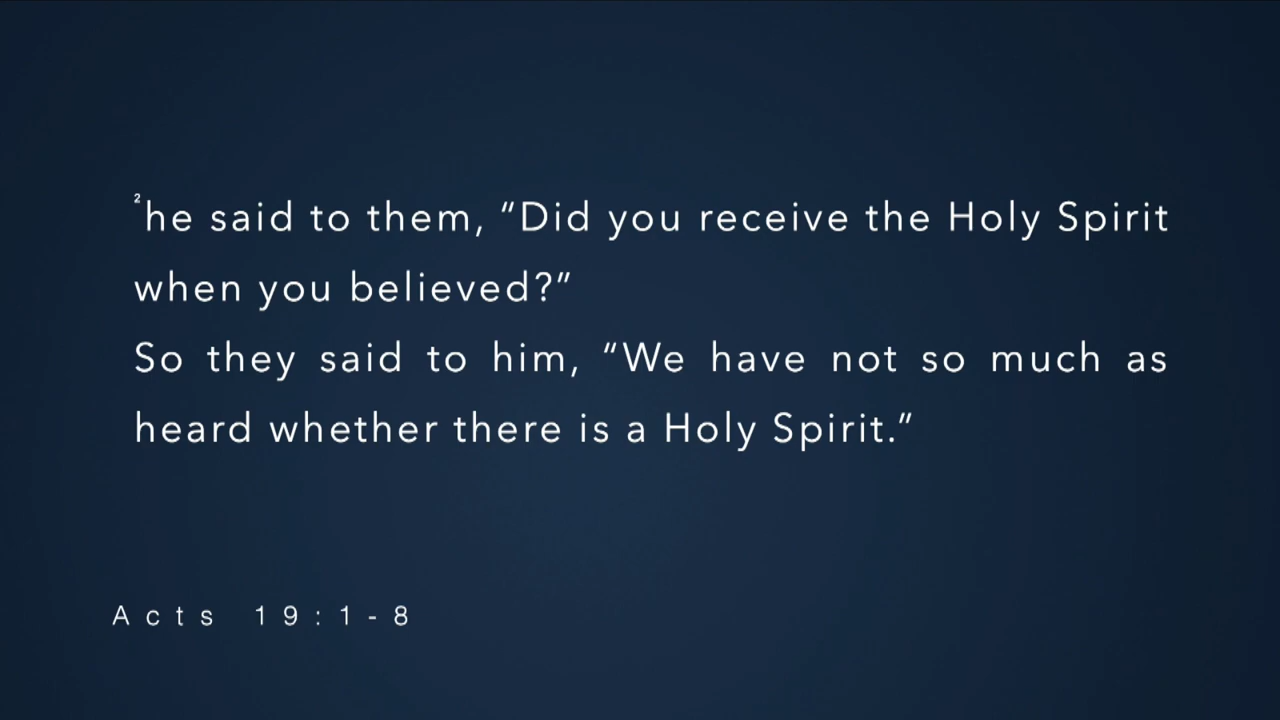 ²he said to them, “Did you receive the Holy Spirit
when you believed?”
So they said to him, “We have not so much as
heard whether there is a Holy Spirit.”
Acts 19:1-8